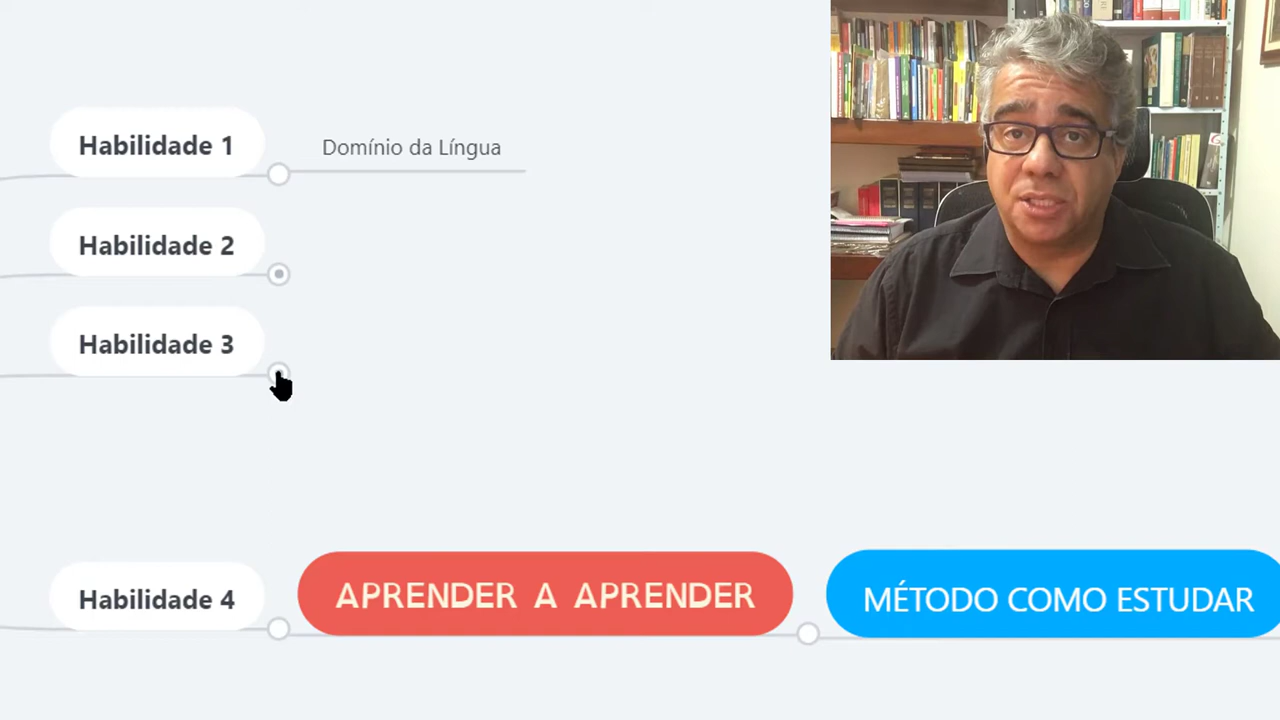 Habilidade 1
Domínio da Língua
Habilidade 2
Habilidade 3
Habilidade 4
APRENDER A APRENDER
MÉTODO COMO ESTUDAR